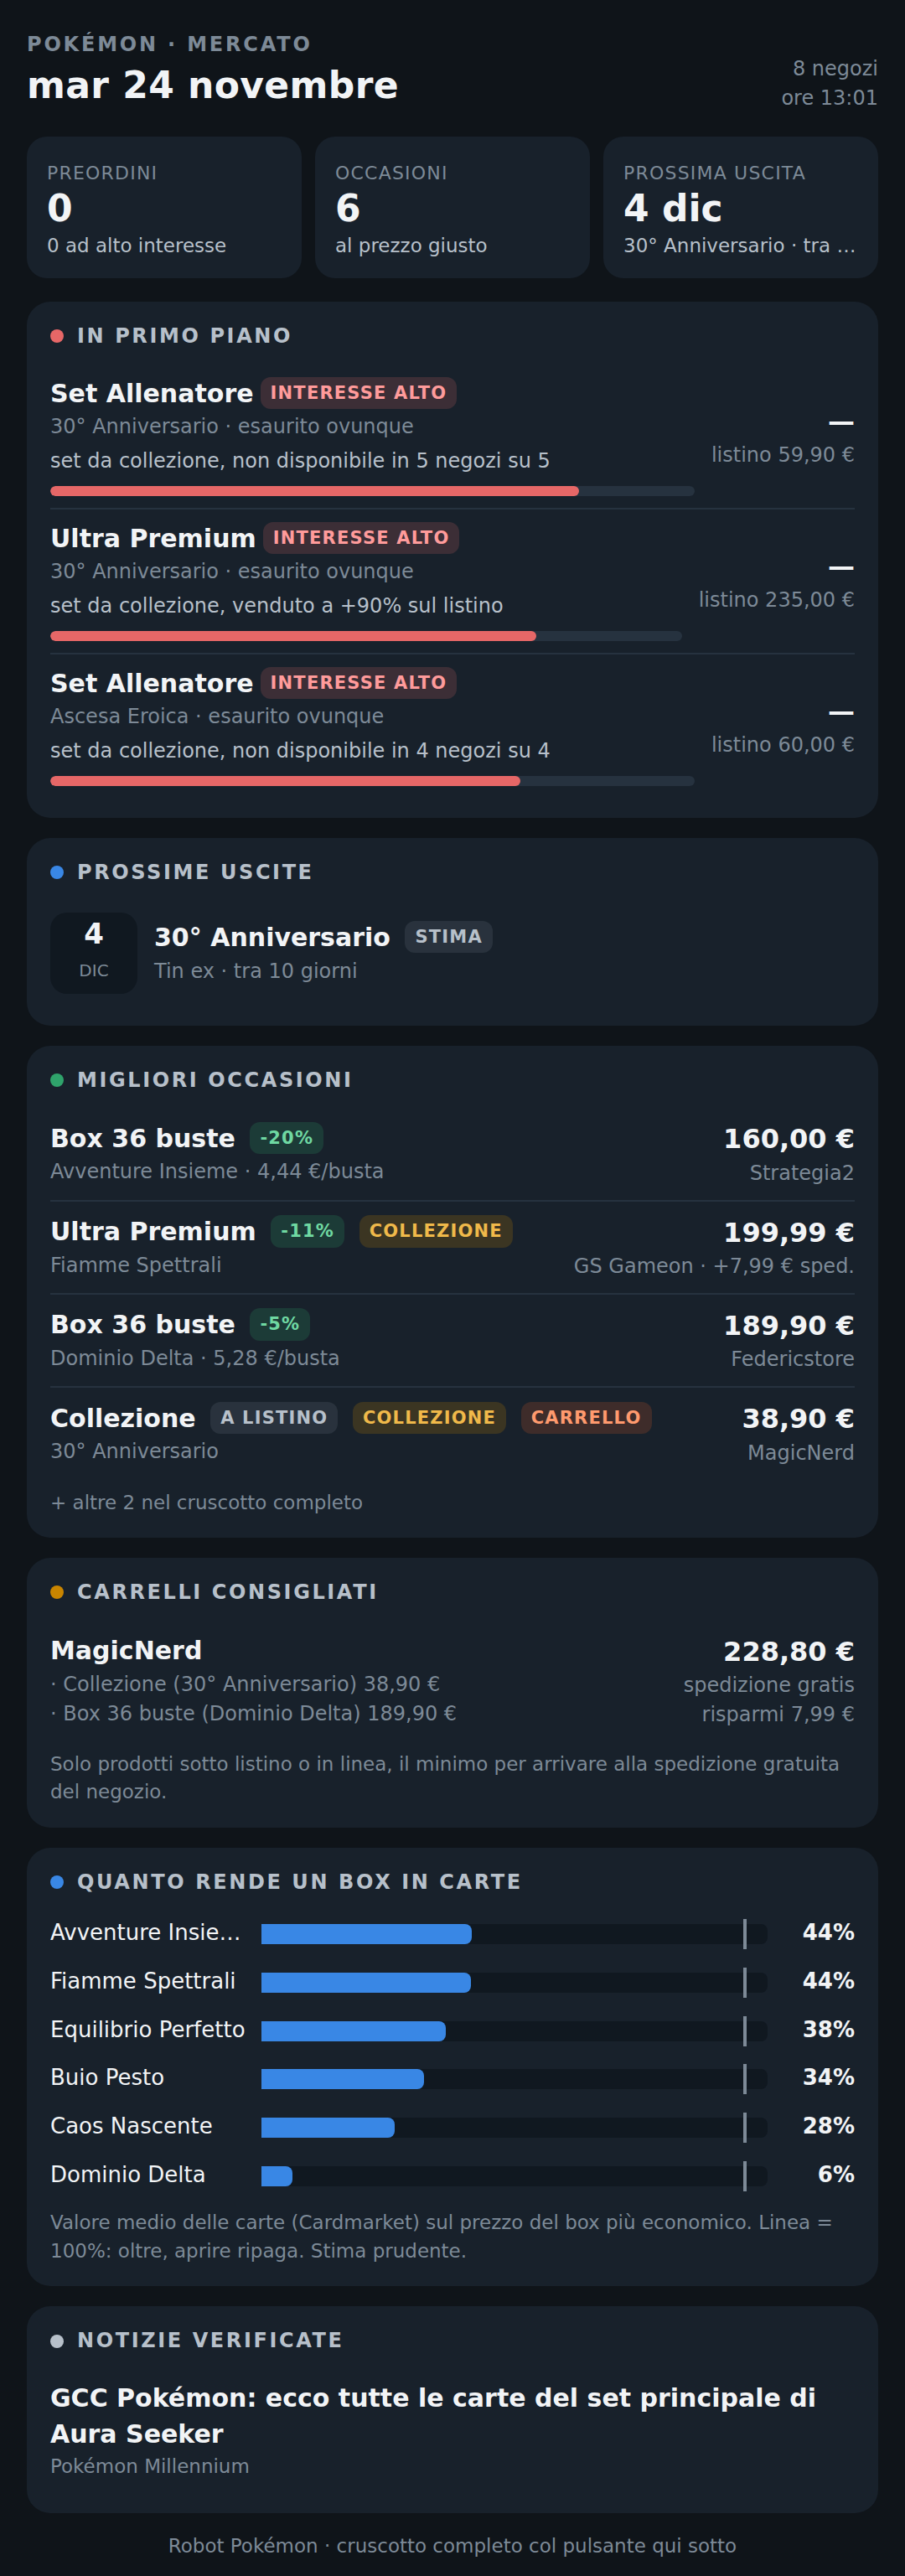 POKÉMON · MERCATO
mar 24 novembre
8 negozi
ore 13:01
PREORDINI
0
0 ad alto interesse
OCCASIONI
6
al prezzo giusto
PROSSIMA USCITA
4 dic
30° Anniversario · tra …
IN PRIMO PIANO
Set Allenatore INTERESSE ALTO
30° Anniversario · esaurito ovunque
set da collezione, non disponibile in 5 negozi su 5
—
listino 59,90 €
Ultra Premium INTERESSE ALTO
30° Anniversario · esaurito ovunque
set da collezione, venduto a +90% sul listino
—
listino 235,00 €
Set Allenatore INTERESSE ALTO
Ascesa Eroica · esaurito ovunque
set da collezione, non disponibile in 4 negozi su 4
—
listino 60,00 €
PROSSIME USCITE
4
DIC
30° Anniversario STIMA
Tin ex · tra 10 giorni
MIGLIORI OCCASIONI
Box 36 buste -20% 160,00 €
Avventure Insieme · 4,44 €/busta Strategia2
Ultra Premium -11% COLLEZIONE 199,99 €
Fiamme Spettrali GS Gameon · +7,99 € sped.
Box 36 buste -5% 189,90 €
Dominio Delta · 5,28 €/busta Federicstore
Collezione A LISTINO COLLEZIONE CARRELLO 38,90 €
30° Anniversario MagicNerd
+ altre 2 nel cruscotto completo
CARRELLI CONSIGLIATI
MagicNerd 228,80 €
· Collezione (30° Anniversario) 38,90 € spedizione gratis
· Box 36 buste (Dominio Delta) 189,90 € risparmi 7,99 €
Solo prodotti sotto listino o in linea, il minimo per arrivare alla spedizione gratuita
del negozio.
QUANTO RENDE UN BOX IN CARTE
Avventure Insie… 44%
Fiamme Spettrali 44%
Equilibrio Perfetto 38%
Buio Pesto 34%
Caos Nascente 28%
Dominio Delta 6%
Valore medio delle carte (Cardmarket) sul prezzo del box più economico. Linea =
100%: oltre, aprire ripaga. Stima prudente.
NOTIZIE VERIFICATE
GCC Pokémon: ecco tutte le carte del set principale di
Aura Seeker
Pokémon Millennium
Robot Pokémon · cruscotto completo col pulsante qui sotto